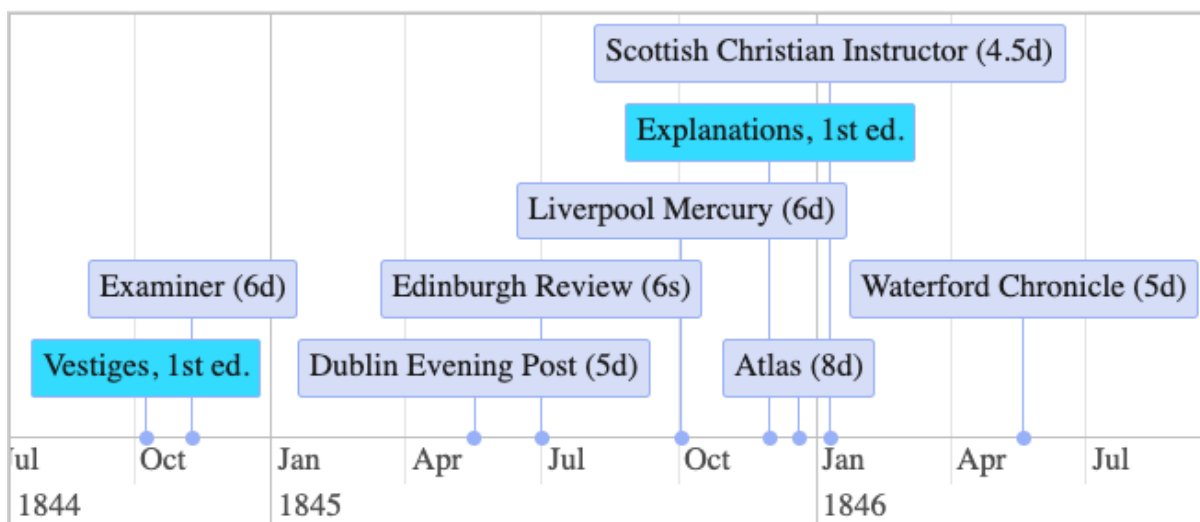 Scottish Christian Instructor (4.5d)
Explanations, 1st ed.
Liverpool Mercury (6d)
Examiner (6d)
Edinburgh Review (6s)
Waterford Chronicle (5d)
Vestiges, 1st ed.
Dublin Evening Post (5d)
Atlas (8d)
Jul Oct Jan Apr Jul Oct Jan Apr Jul
1844 1845 1846